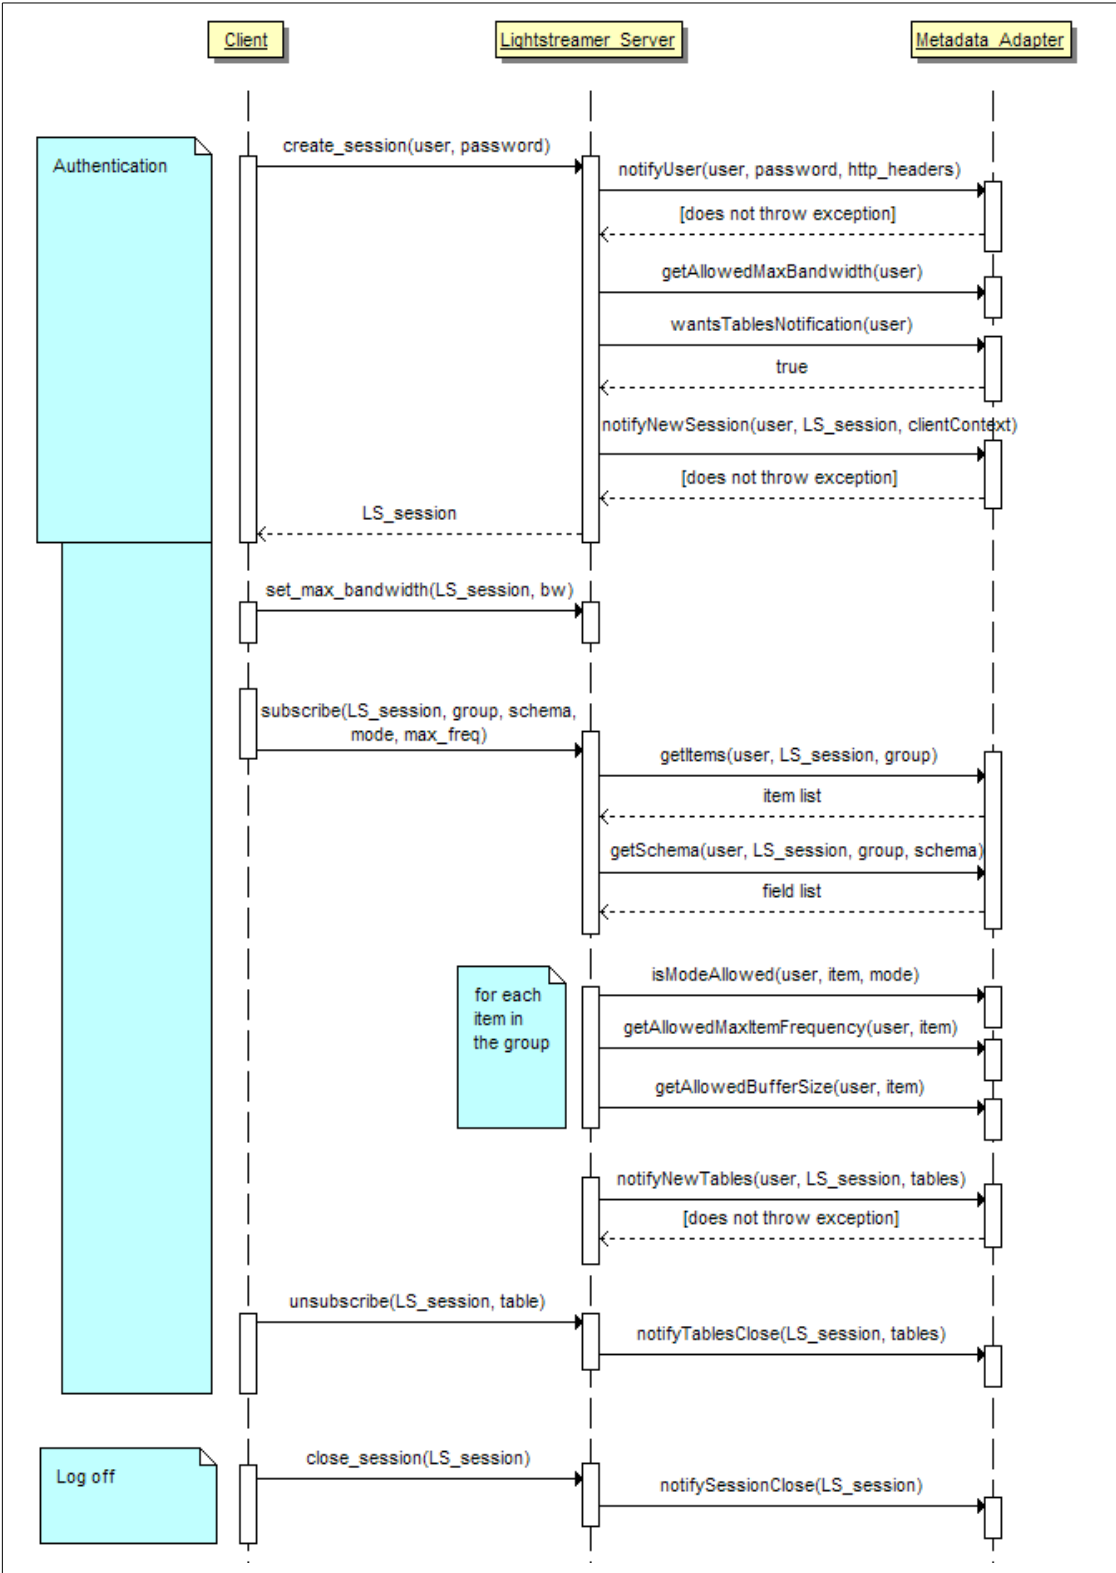 Client
Lightstreamer_Server
Metadata_Adapter
Authentication
create_session(user, password)
notifyUser(user, password, http_headers)
[does not throw exception]
getAllowedMaxBandwidth(user)
wantsTablesNotification(user)
true
notifyNewSession(user, LS_session, clientContext)
[does not throw exception]
LS_session
set_max_bandwidth(LS_session, bw)
subscribe(LS_session, group, schema,
mode, max_freq)
getItems(user, LS_session, group)
item list
getSchema(user, LS_session, group, schema)
field list
for each
item in
the group
isModeAllowed(user, item, mode)
getAllowedMaxItemFrequency(user, item)
getAllowedBufferSize(user, item)
notifyNewTables(user, LS_session, tables)
[does not throw exception]
unsubscribe(LS_session, table)
notifyTablesClose(LS_session, tables)
Log off
close_session(LS_session)
notifySessionClose(LS_session)